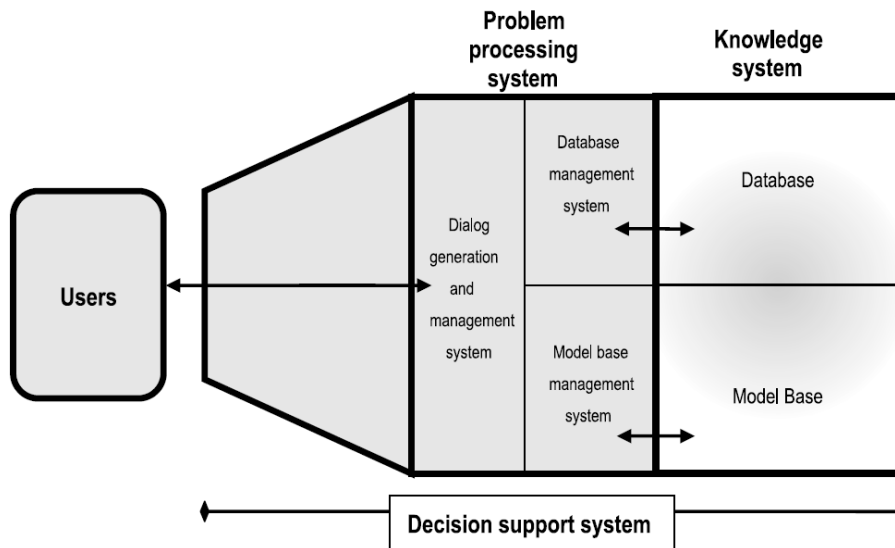 Problem
processing
system
Knowledge
system
Users
Dialog
generation
and
management
system
Database
management
system
Model base
management
system
Database
Model Base
Decision support system